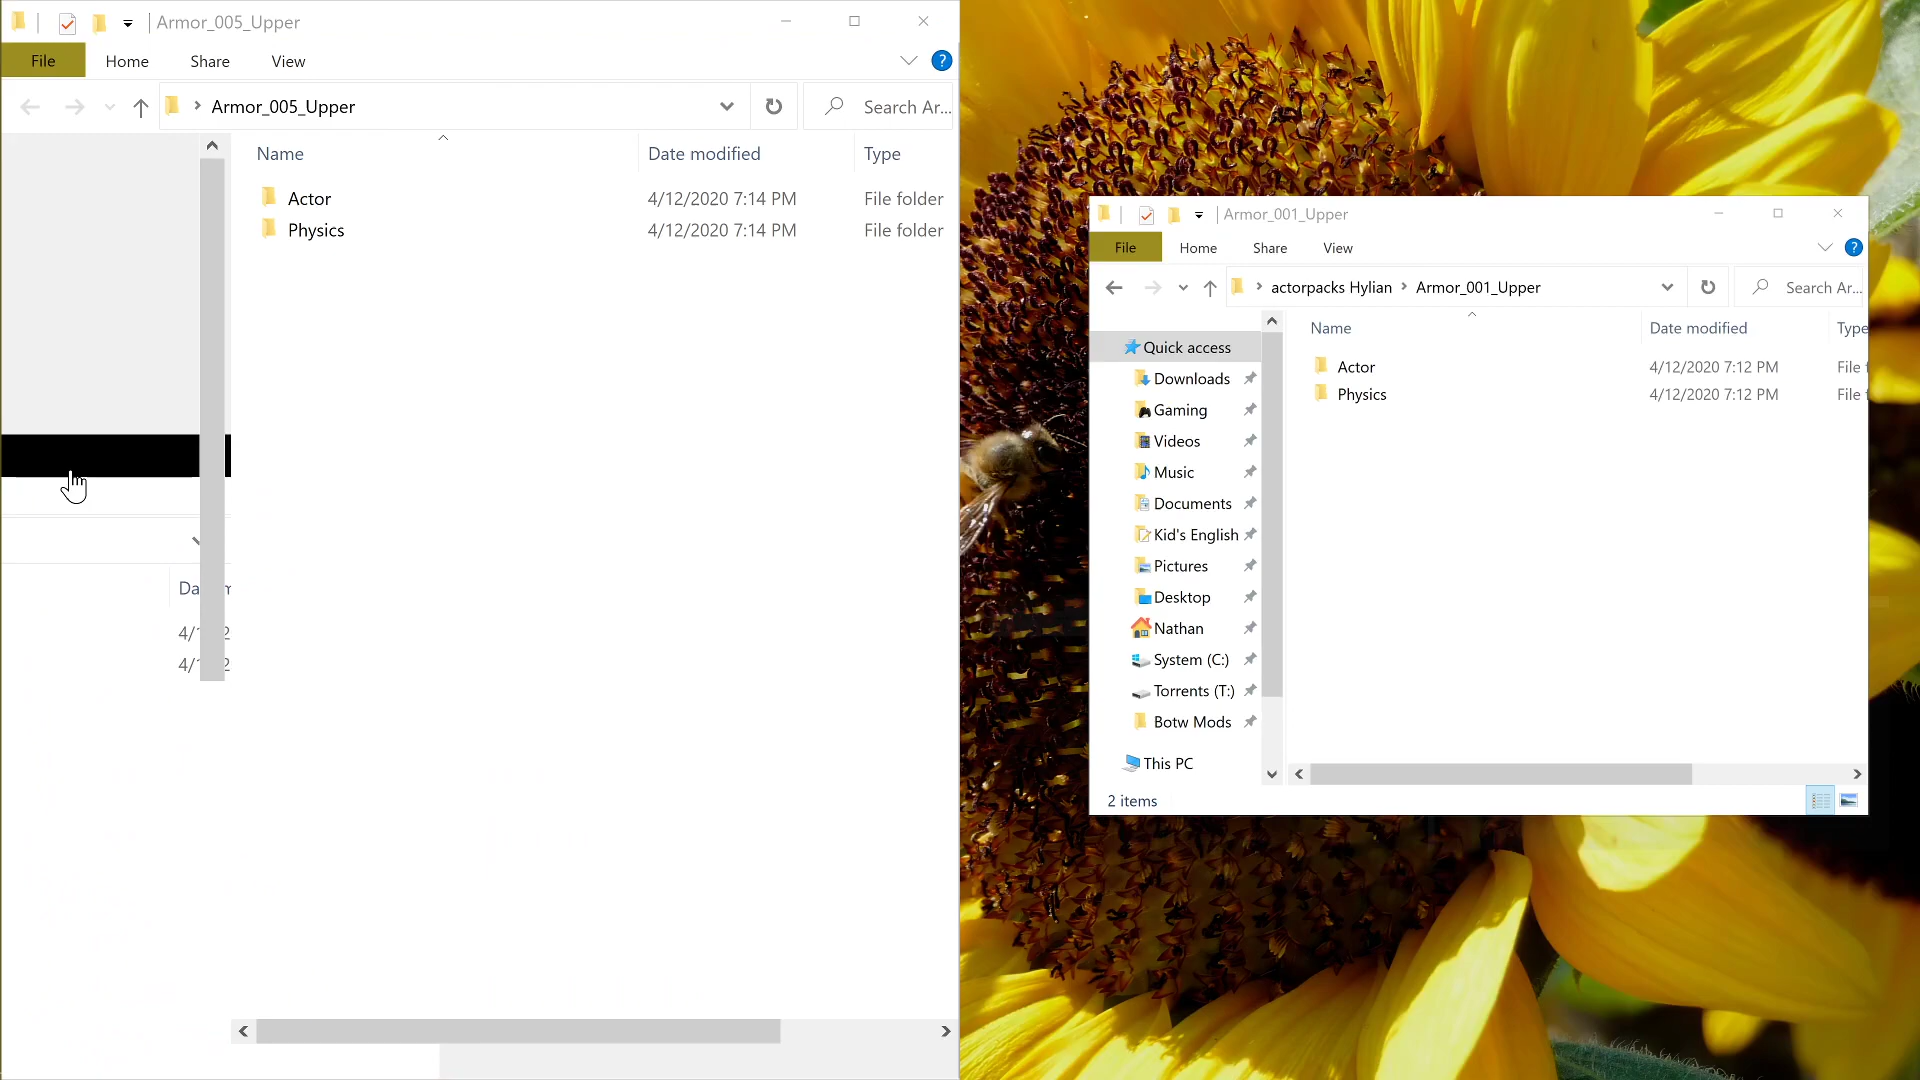 Armor_005_Upper
File Home Share View
Armor_005_Upper Search Ar...
Name Date modified Type
Actor 4/12/2020 7:14 PM File folder
Physics 4/12/2020 7:14 PM File folder
Armor_001_Upper
File Home Share View
actorpacks Hylian Armor_001_Upper Search Ar...
Name Date modified Type
Actor 4/12/2020 7:12 PM File
Physics 4/12/2020 7:12 PM File
Quick access
Downloads
Gaming
Videos
Music
Documents
Kid's English
Pictures
Desktop
Nathan
System (C:)
Torrents (T:)
Botw Mods
This PC
2 items